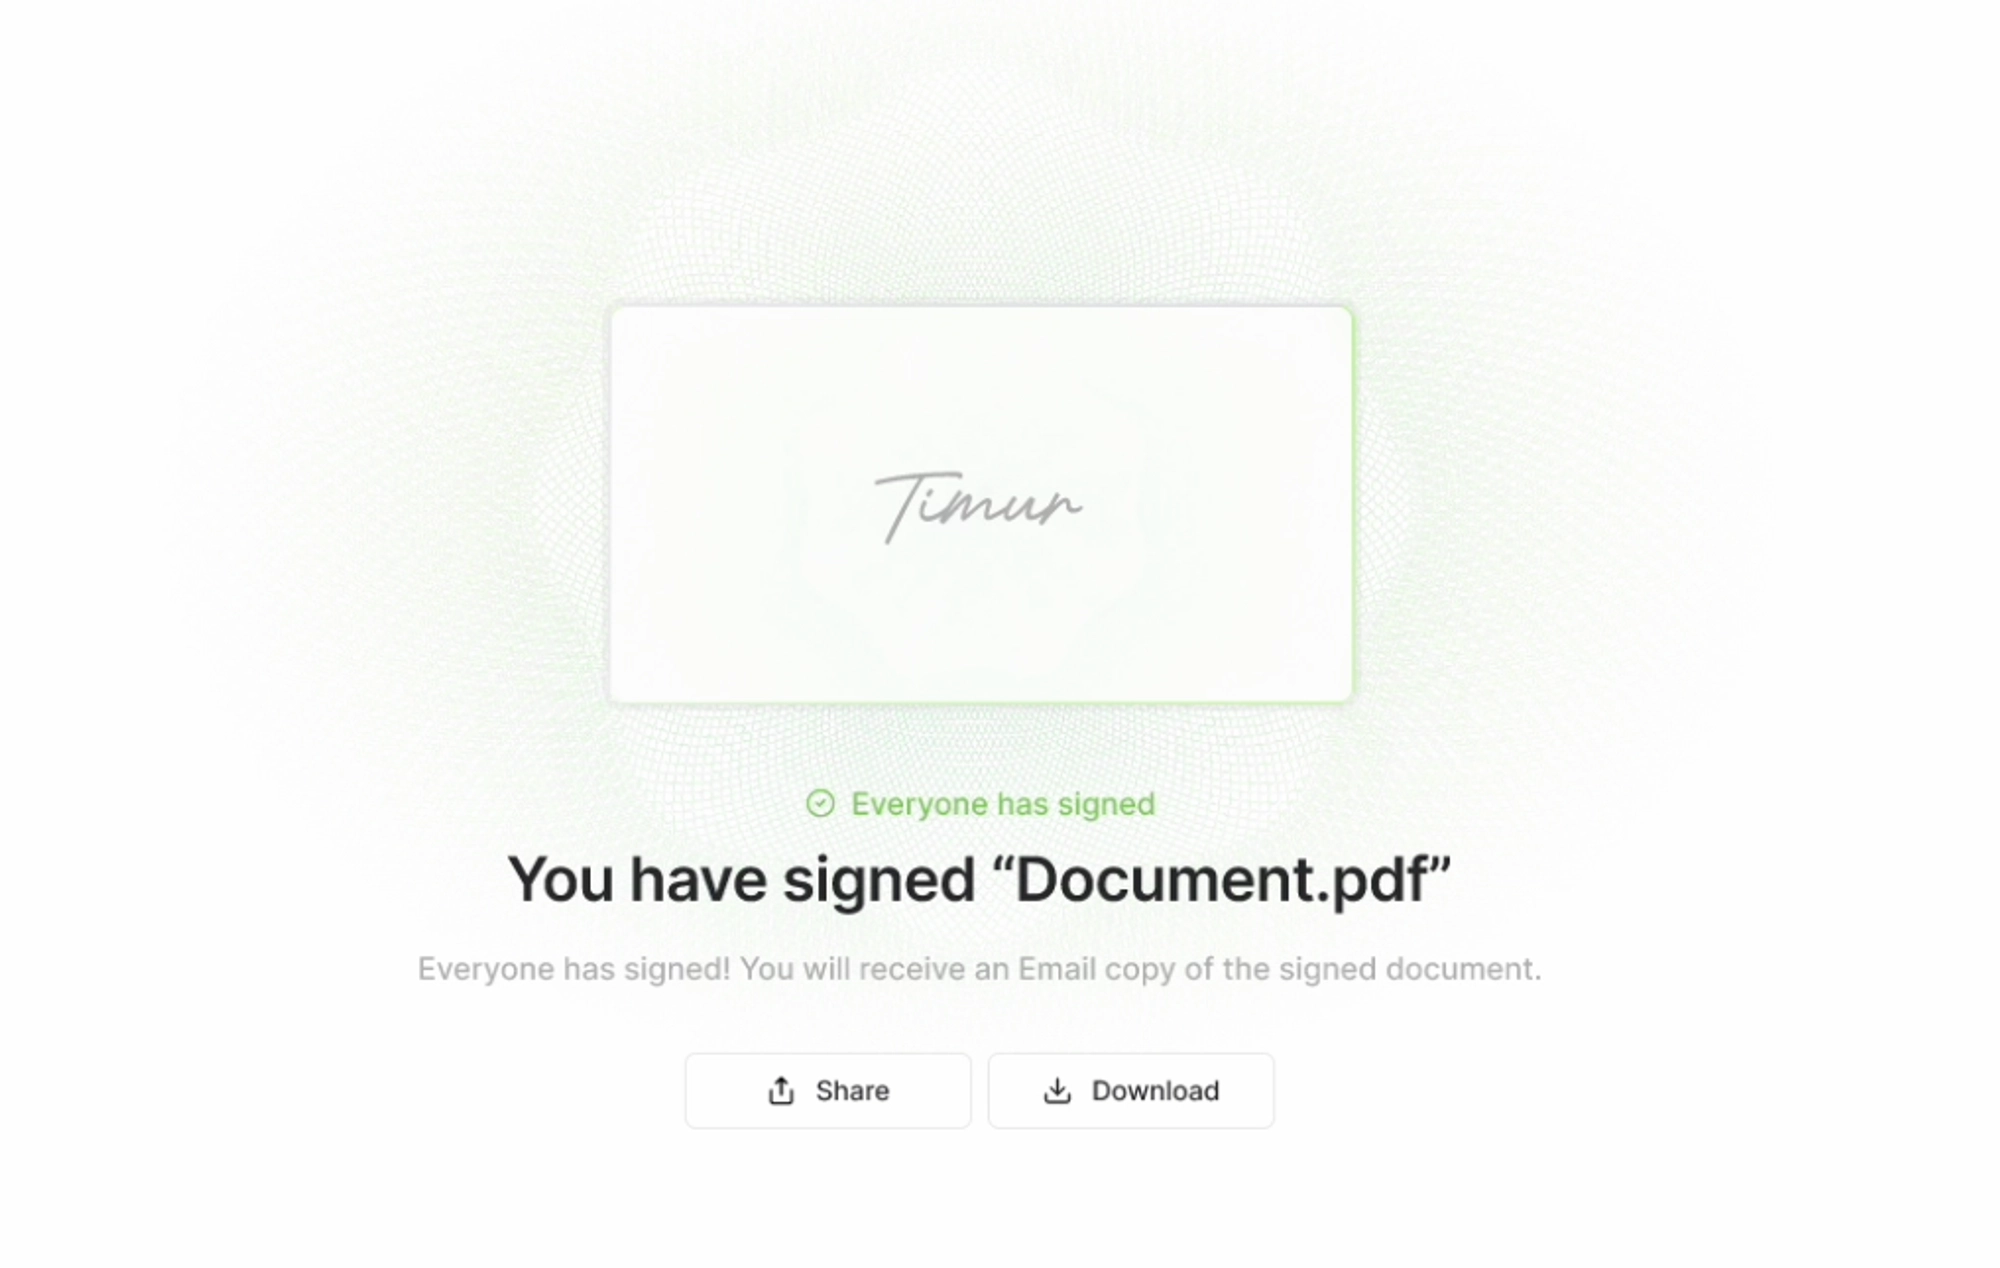 Timur
Everyone has signed
You have signed “Document.pdf”
Everyone has signed! You will receive an Email copy of the signed document.
Share
Download